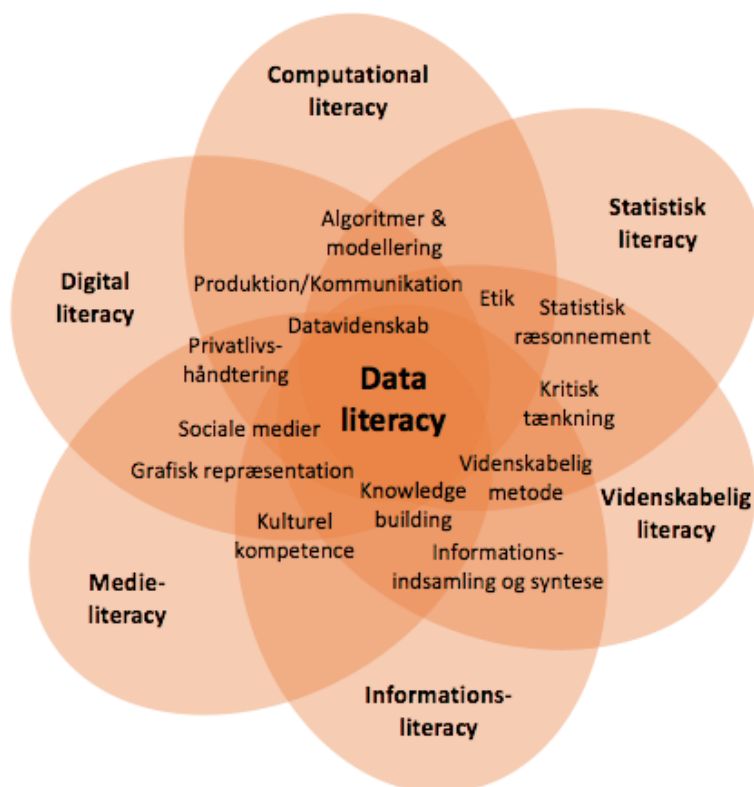 Computational
literacy
Statistisk
literacy
Digital
literacy
Algoritmer &
modellering
Produktion/Kommunikation
Etik
Statistisk
ræsonnement
Datavidenskab
Privatlivs-
håndtering
Data
literacy
Kritisk
tænkning
Sociale medier
Grafisk repræsentation
Videnskabelig
metode
Knowledge
building
Videnskabelig
literacy
Kulturel
kompetence
Informations-
indsamling og syntese
Medie-
literacy
Informations-
literacy